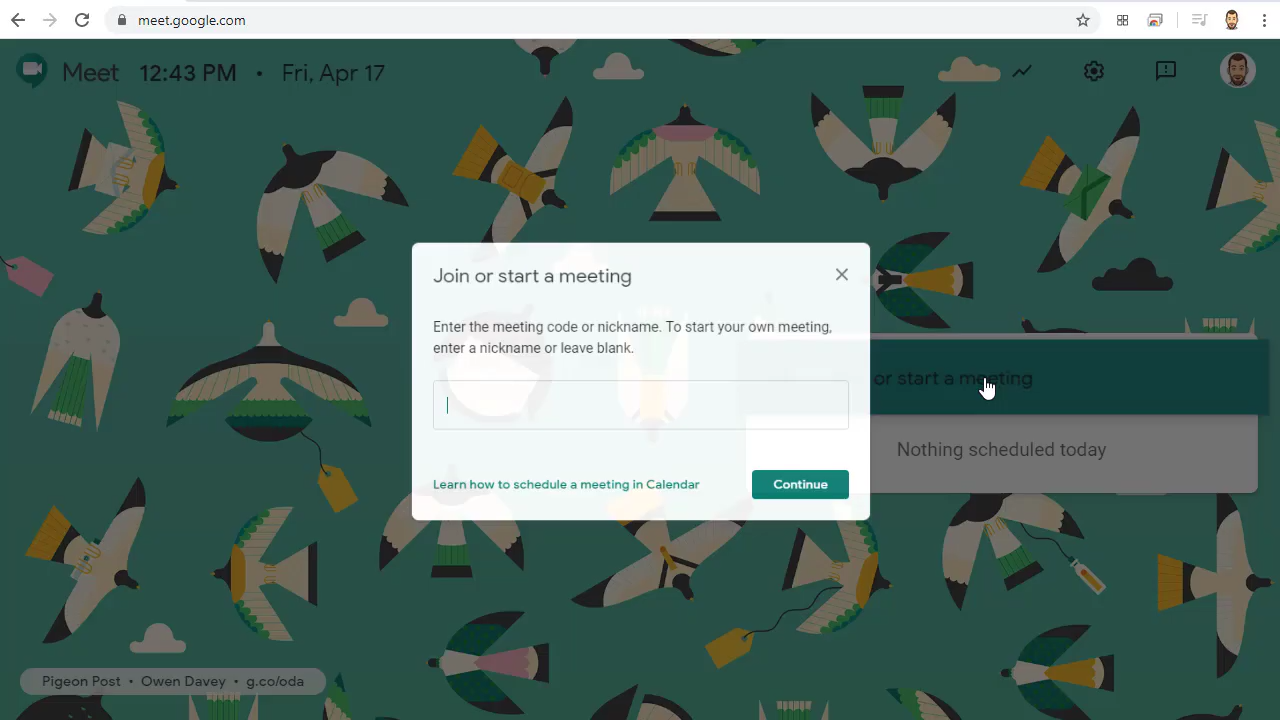 meet.google.com
Meet 12:43 PM • Fri, Apr 17
Join or start a meeting
Enter the meeting code or nickname. To start your own meeting,
enter a nickname or leave blank.
or start a meeting
Nothing scheduled today
Learn how to schedule a meeting in Calendar
Continue
Pigeon Post • Owen Davey • g.co/oda